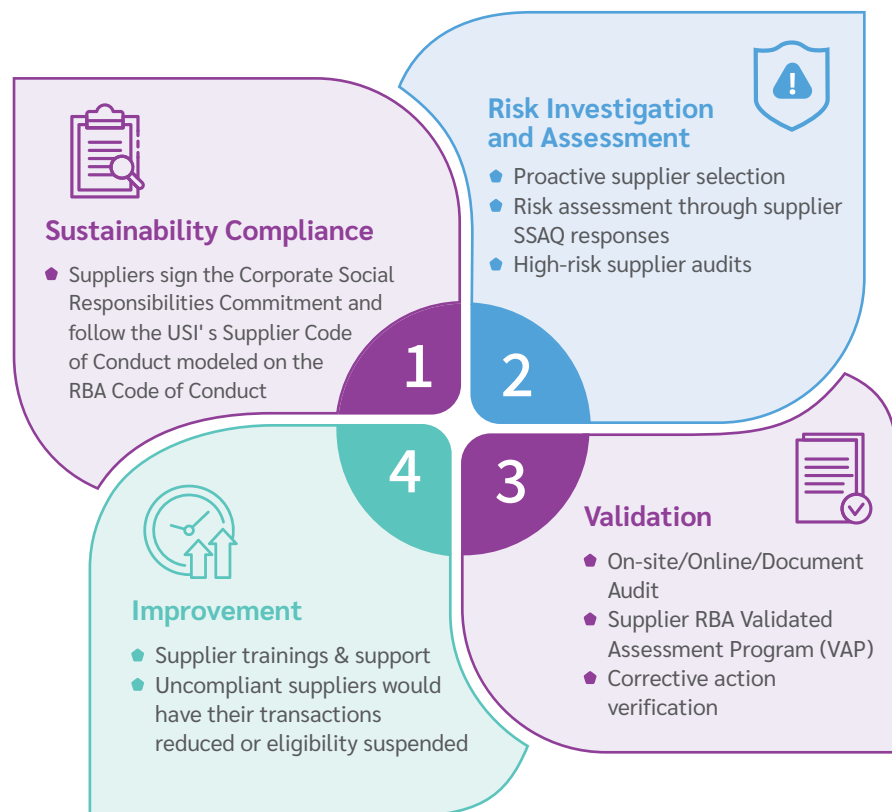 Sustainability Compliance
Suppliers sign the Corporate Social
Responsibilities Commitment and
follow the USI' s Supplier Code
of Conduct modeled on the
RBA Code of Conduct
1
Risk Investigation
and Assessment
Proactive supplier selection
Risk assessment through supplier
SSAQ responses
High-risk supplier audits
2
3
Validation
On-site/Online/Document
Audit
Supplier RBA Validated
Assessment Program (VAP)
Corrective action
verification
4
Improvement
Supplier trainings & support
Uncompliant suppliers would
have their transactions
reduced or eligibility suspended